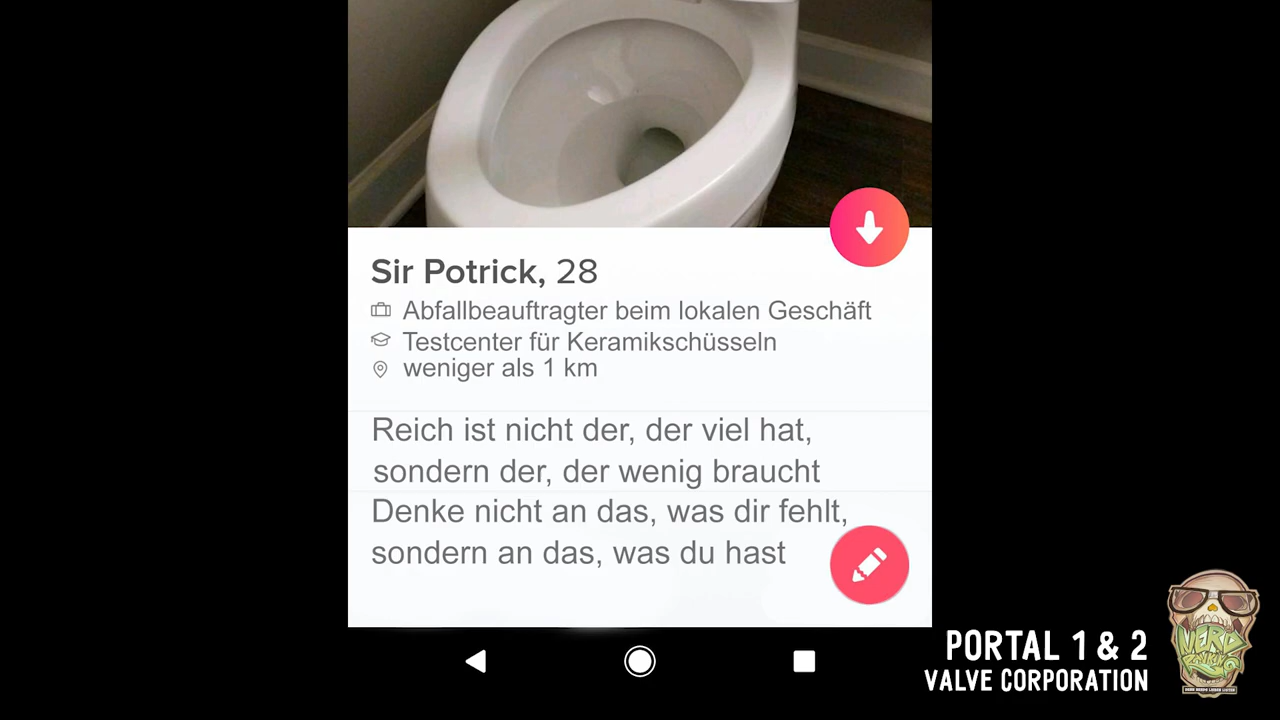 Sir Potrick, 28
Abfallbeauftragter beim lokalen Geschäft
Testcenter für Keramikschüsseln
weniger als 1 km
Reich ist nicht der, der viel hat,
sondern der, der wenig braucht
Denke nicht an das, was dir fehlt,
sondern an das, was du hast
PORTAL 1 & 2
VALVE CORPORATION
NERD